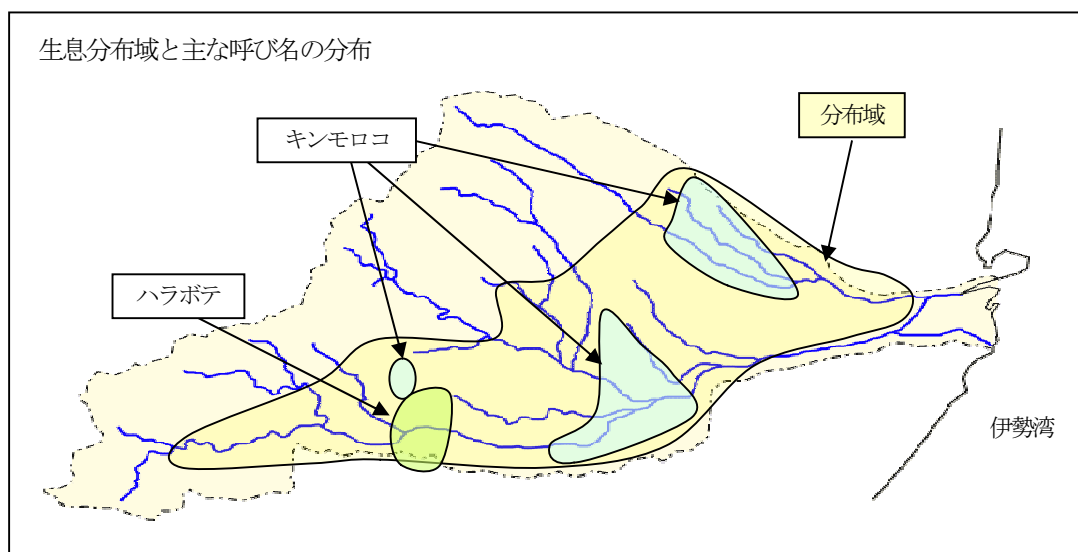 生息分布域と主な呼び名の分布
分布域
キンモロコ
ハラボテ
伊勢湾